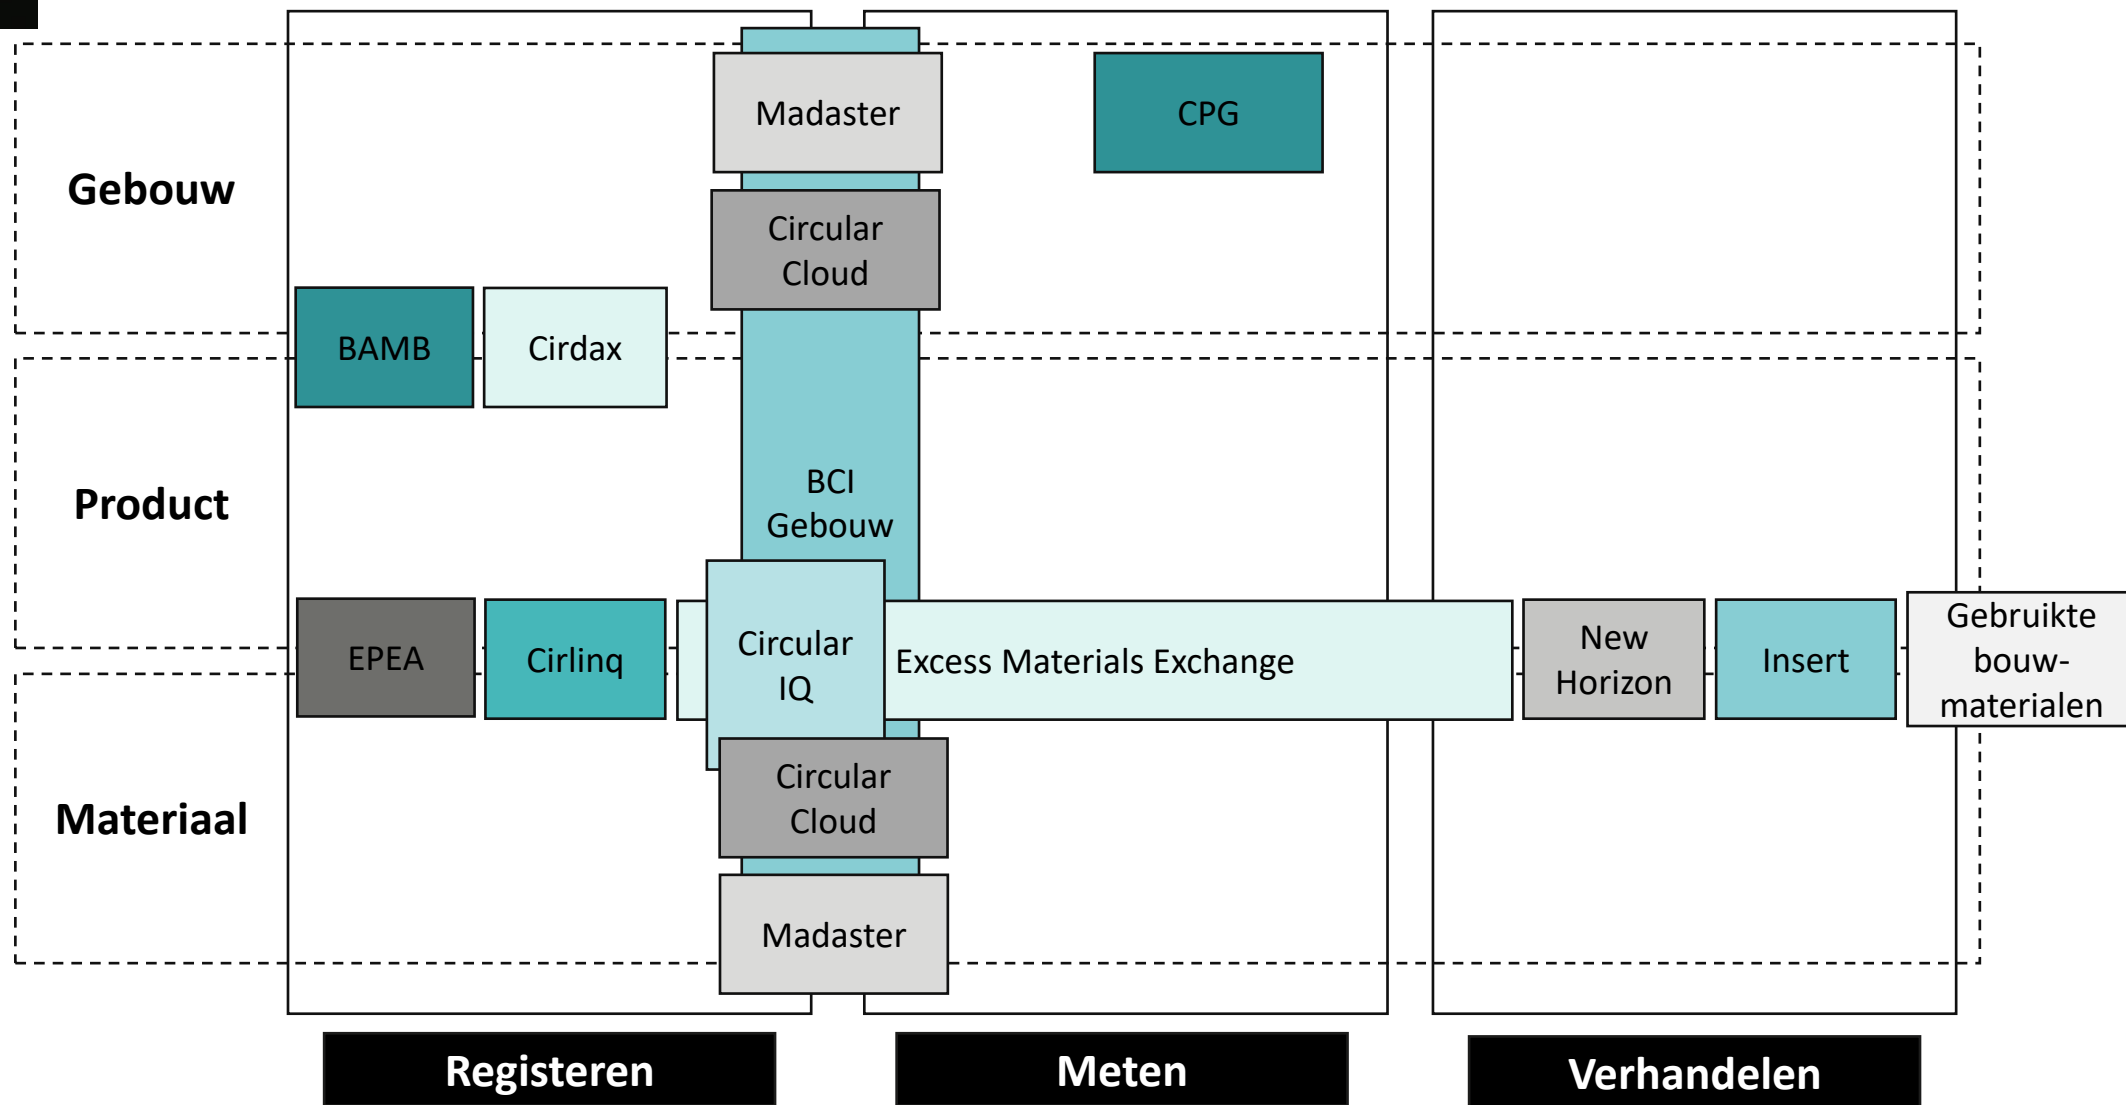 Madaster
CPG
Gebouw
Circular
Cloud
BAMB
Cirdax
Product
BCI
Gebouw
EPEA
Cirlinq
Circular
IQ
Excess Materials Exchange
New
Horizon
Insert
Gebruikte
bouw-
materialen
Materiaal
Circular
Cloud
Madaster
Registeren
Meten
Verhandelen